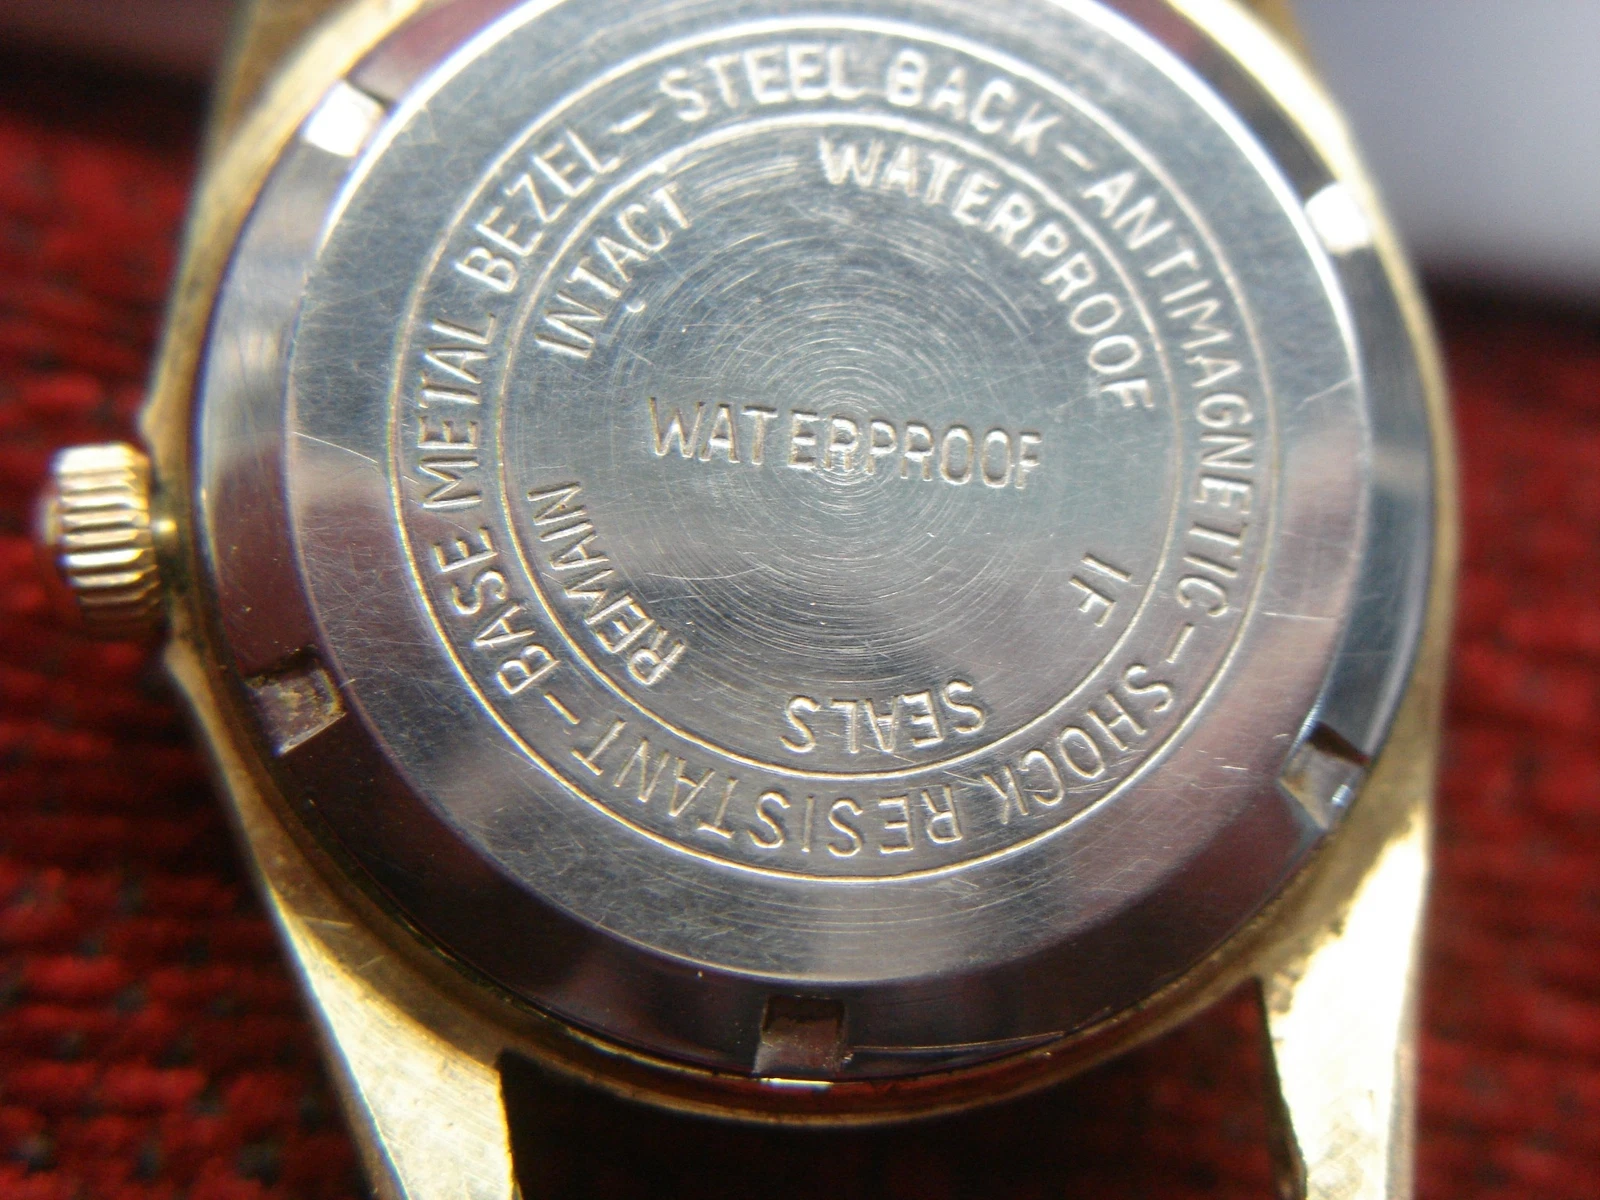 BASE METAL BEZEL-STEEL BACK-ANTIMAGNETIC-SHOCK RESISTANT-
WATERPROOF IF SEALS REMAIN INTACT
WATERPROOF